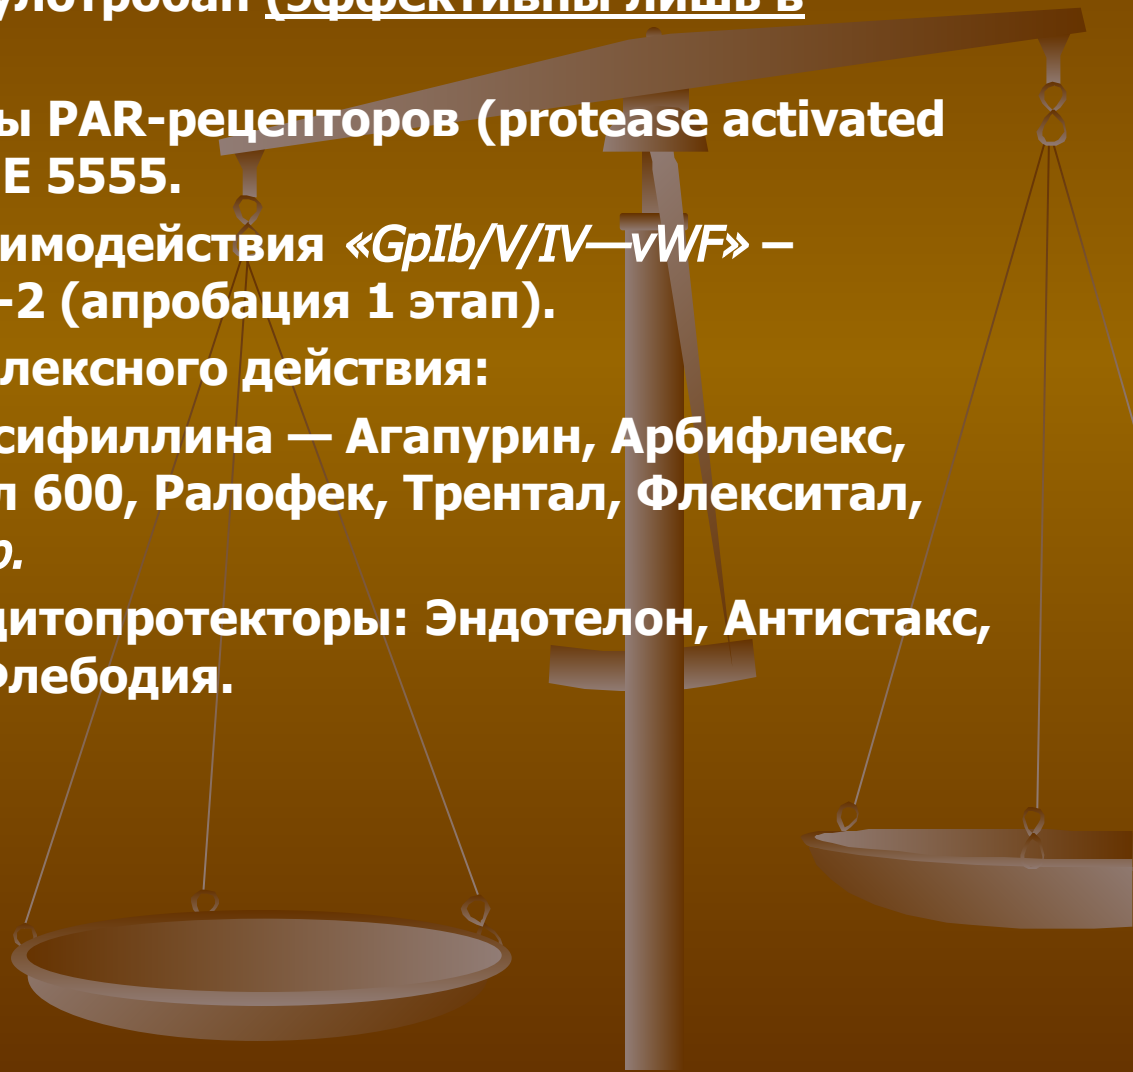 улотробан (эффективны лишь в
ы PAR-рецепторов (protease activated
E 5555.
имодействия «GpIb/V/IV—vWF» –
-2 (апробация 1 этап).
лексного действия:
сифиллина — Агапурин, Арбифлекс,
л 600, Ралофек, Трентал, Флекситал,
р.
дитопротекторы: Эндотелон, Антистакс,
Флебодия.